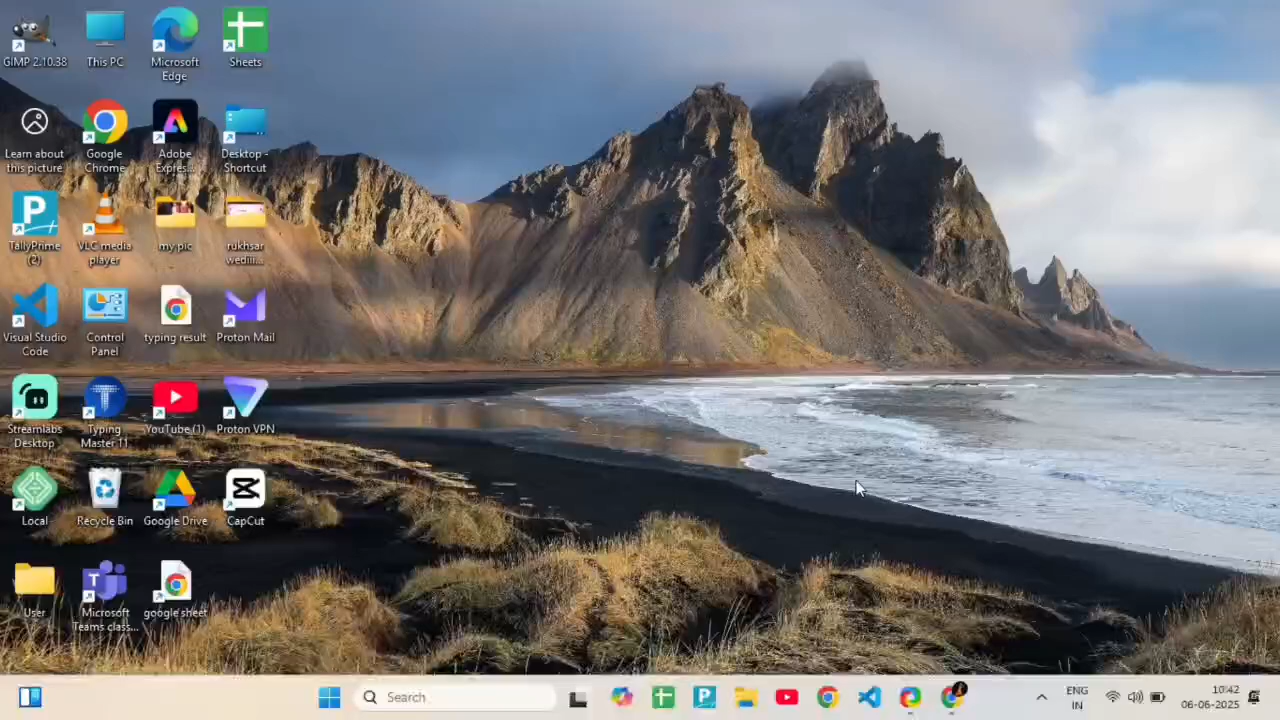 GIMP 2.10.38
This PC
Microsoft
Edge
Sheets
Learn about
this picture
Google
Chrome
Adobe
Expres...
Desktop -
Shortcut
TallyPrime
(2)
VLC media
player
my pic
rukhsar
wediii...
Visual Studio
Code
Control
Panel
typing result
Proton Mail
Streamlabs
Desktop
Typing
Master 11
YouTube (1)
Proton VPN
Local
Recycle Bin
Google Drive
CapCut
User
Microsoft
Teams class...
google sheet
Search
ENG
IN
10:42
06-06-2025